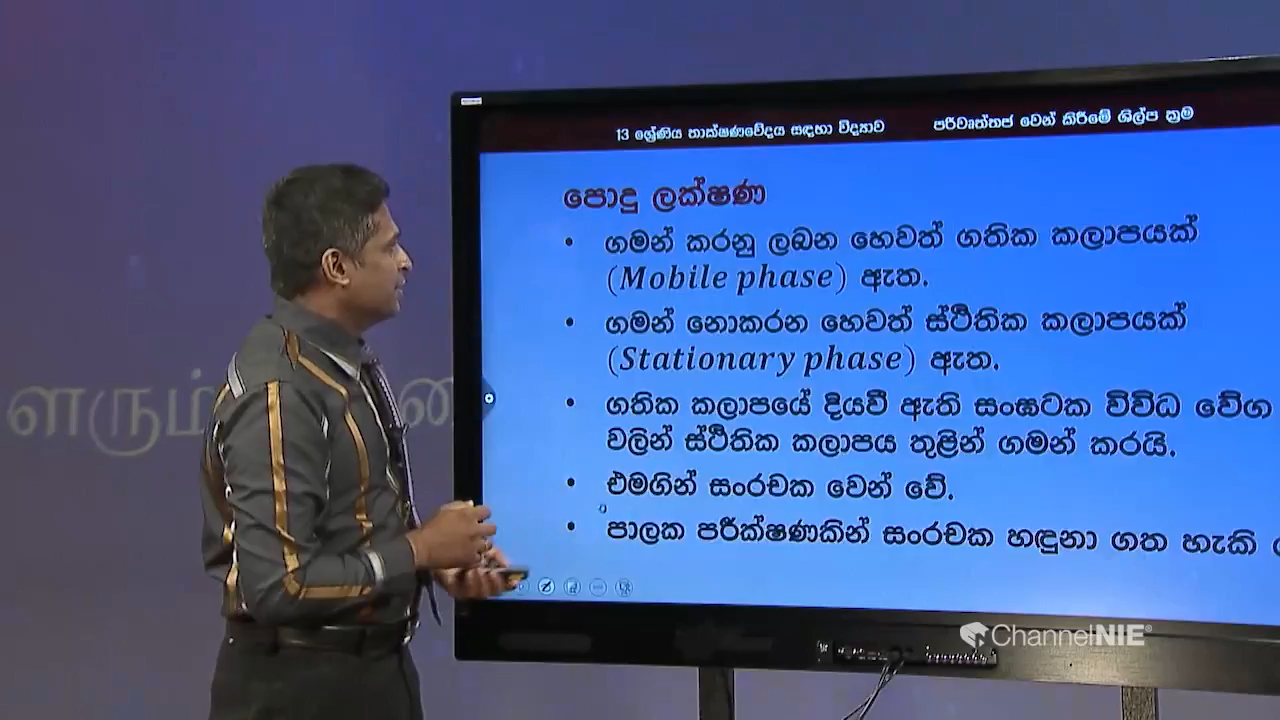 13 ශ්‍රේණිය තාක්ෂණවේදය සඳහා විද්‍යාව පරිවෘත්තජ වෙන් කිරීමේ ශිල්ප ක්‍රම
පොදු ලක්ෂණ
• ගමන් කරනු ලබන හෙවත් ගතික කලාපයක්
(Mobile phase) ඇත.
• ගමන් නොකරන හෙවත් ස්ථිතික කලාපයක්
(Stationary phase) ඇත.
• ගතික කලාපයේ දියවී ඇති සංඝටක විවිධ වේග
වලින් ස්ථිතික කලාපය තුළින් ගමන් කරයි.
• එමගින් සංරචක වෙන් වේ.
• පාලක පරීක්ෂණකින් සංරචක හඳුනා ගත හැකි
ளரும்
ChannelNIE